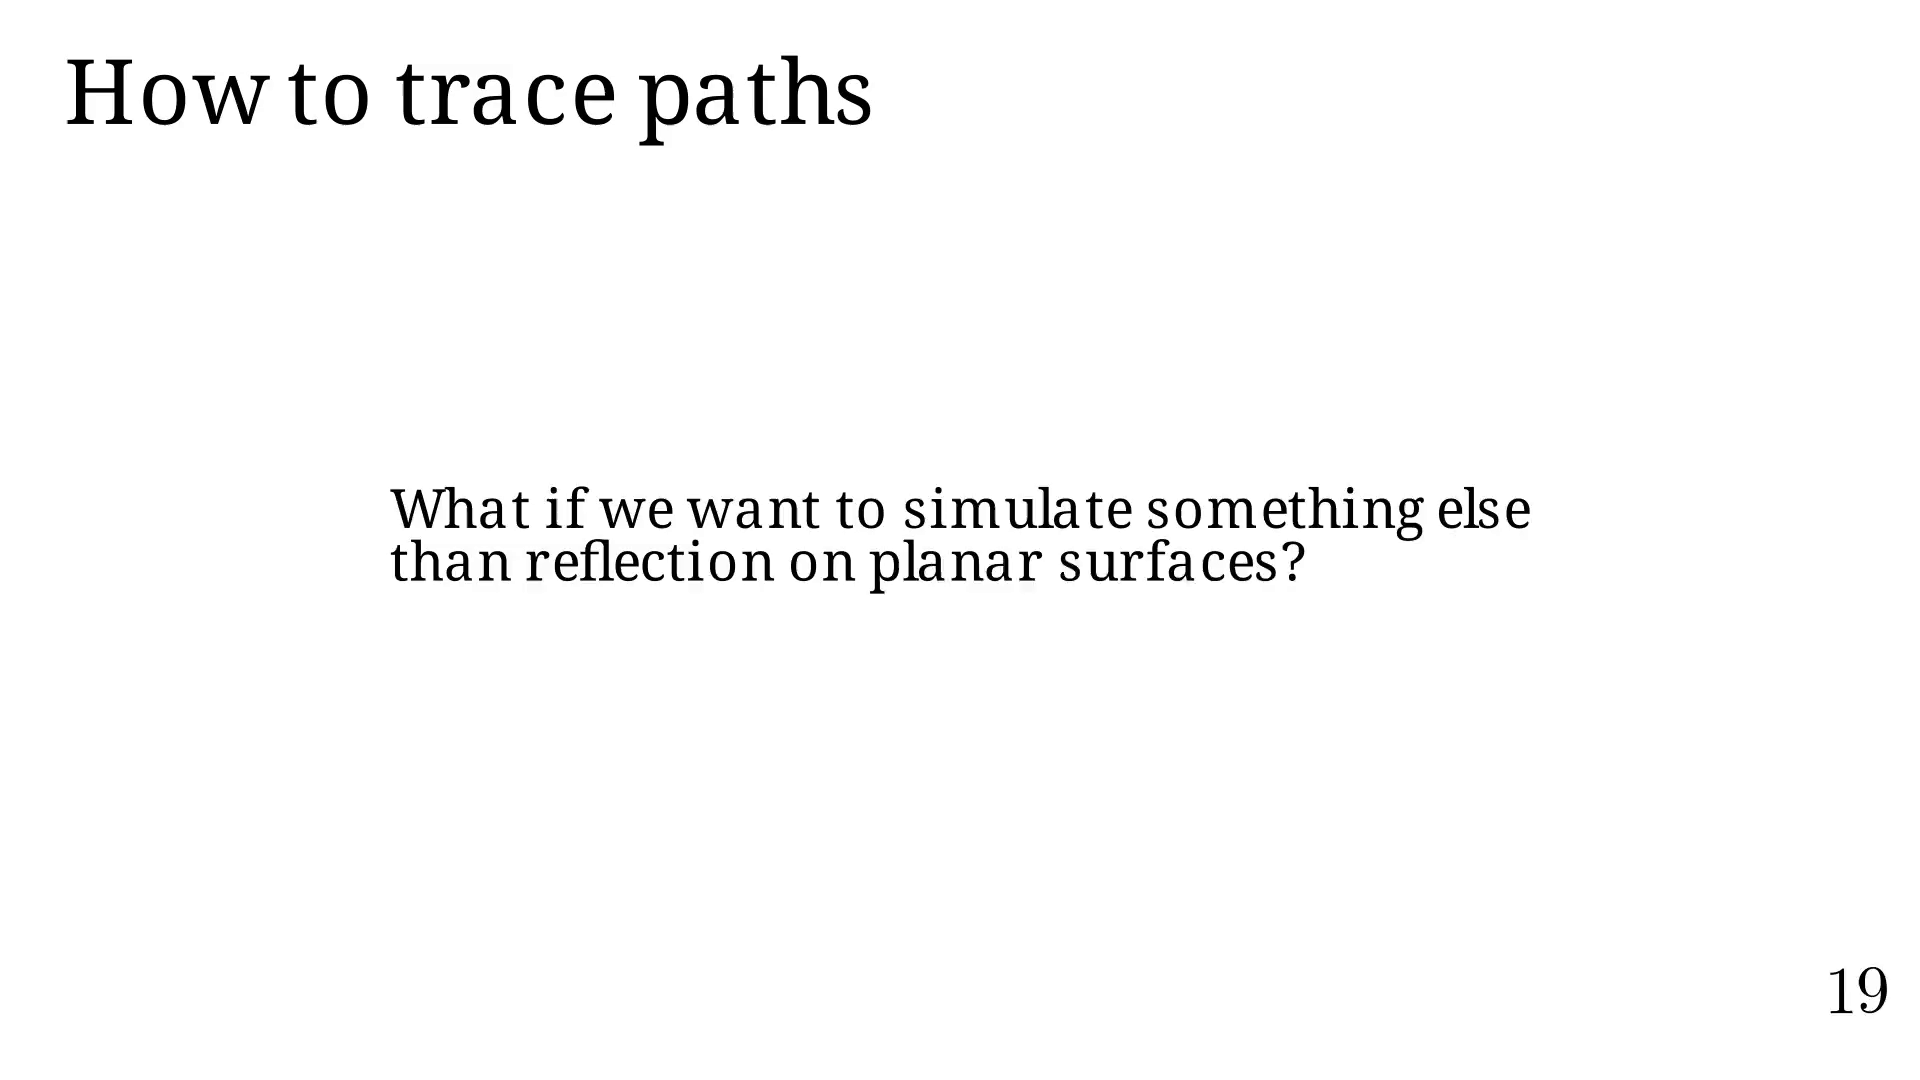 How to trace paths
What if we want to simulate something else
than reflection on planar surfaces?
19